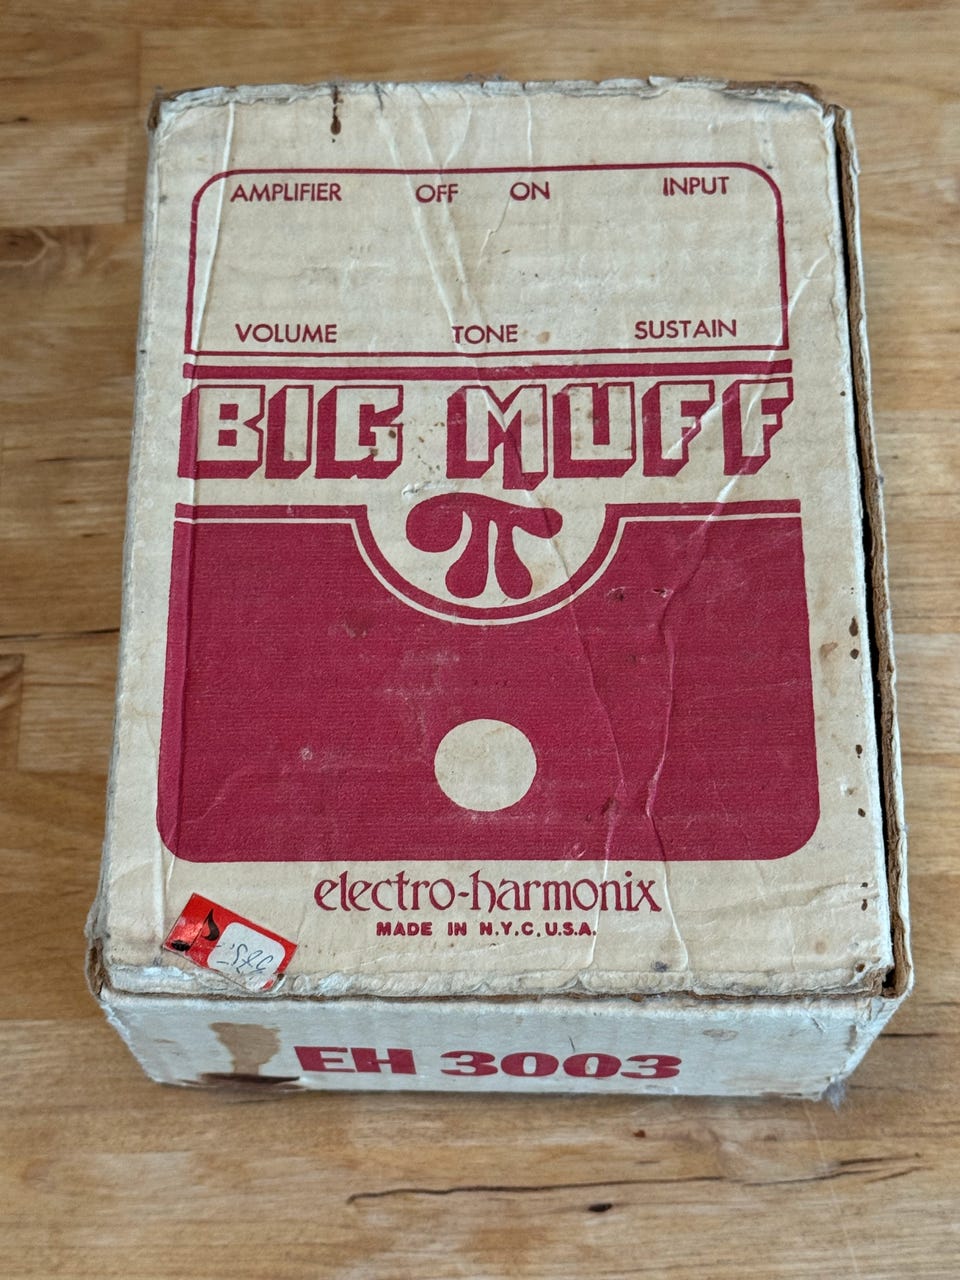 AMPLIFIER OFF ON INPUT
VOLUME TONE SUSTAIN
BIG MUFF
π
electro-harmonix
MADE IN N.Y.C. U.S.A.
EH 3003